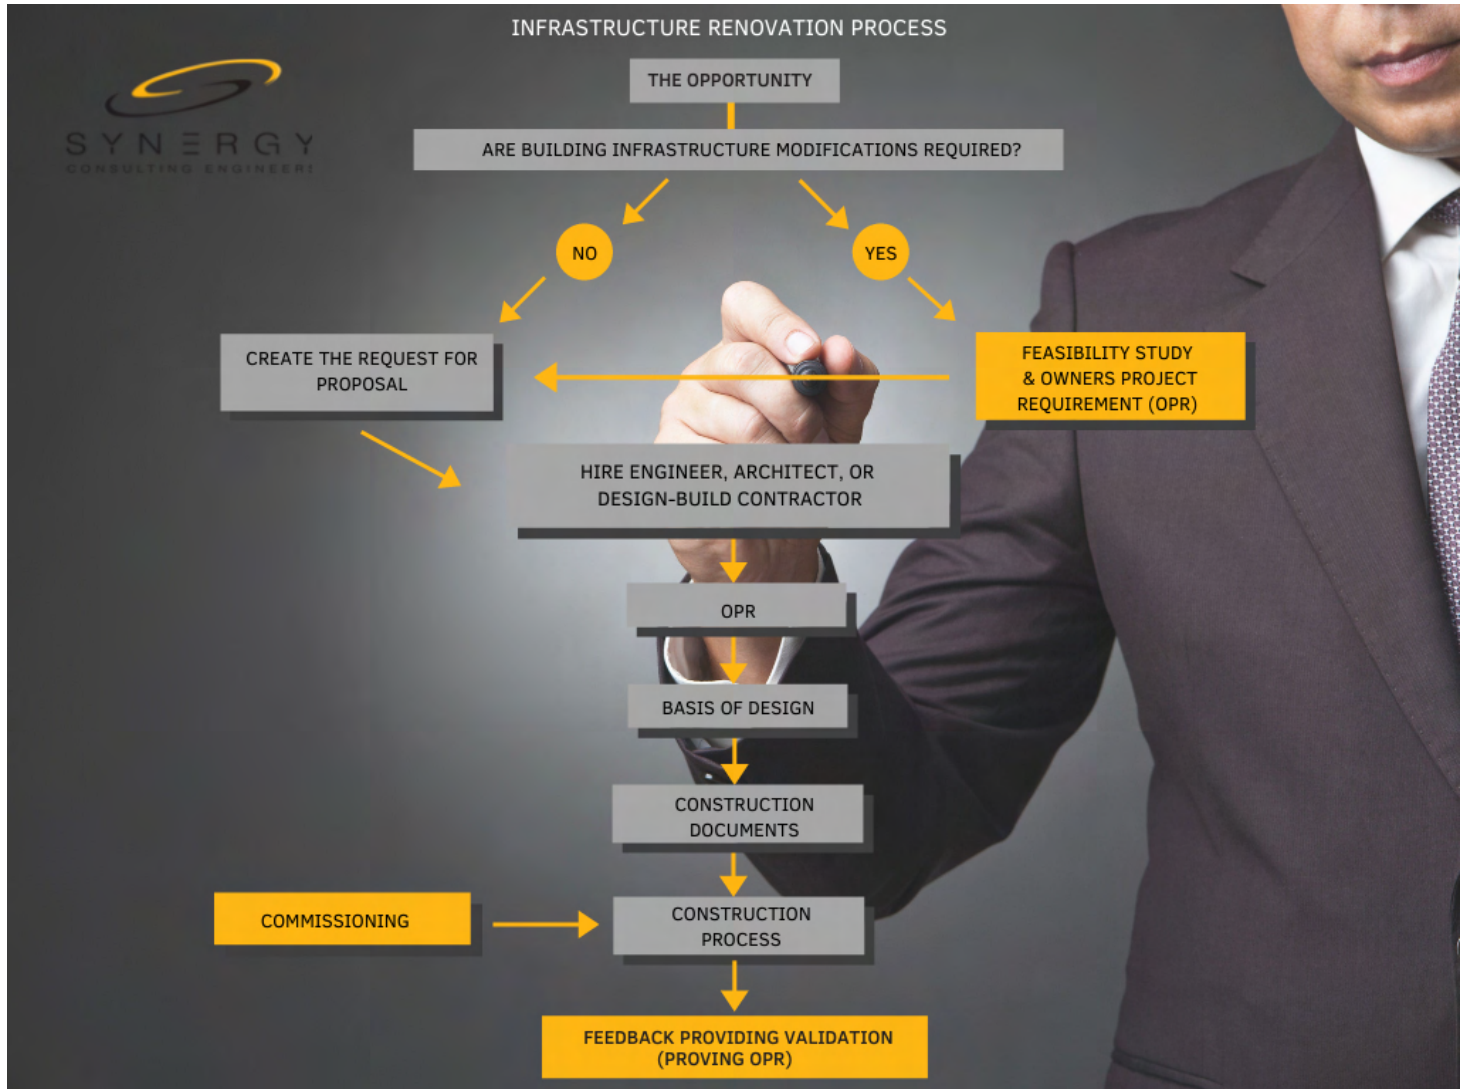 INFRASTRUCTURE RENOVATION PROCESS
SYNERGY
CONSULTING ENGINEERS
THE OPPORTUNITY
ARE BUILDING INFRASTRUCTURE MODIFICATIONS REQUIRED?
NO
YES
CREATE THE REQUEST FOR
PROPOSAL
FEASIBILITY STUDY
& OWNERS PROJECT
REQUIREMENT (OPR)
HIRE ENGINEER, ARCHITECT, OR
DESIGN-BUILD CONTRACTOR
OPR
BASIS OF DESIGN
CONSTRUCTION
DOCUMENTS
COMMISSIONING
CONSTRUCTION
PROCESS
FEEDBACK PROVIDING VALIDATION
(PROVING OPR)